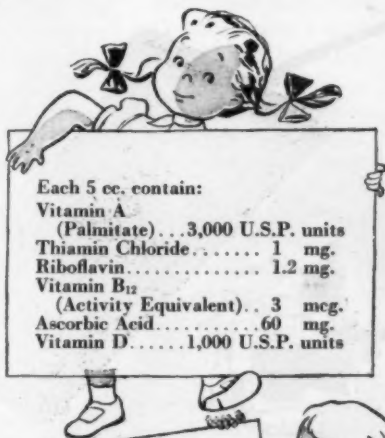 Each 5 cc. contain:
Vitamin A
(Palmitate)...3,000 U.S.P. units
Thiamin Chloride....... 1 mg.
Riboflavin............ 1.2 mg.
Vitamin B₁₂
(Activity Equivalent).. 3 mcg.
Ascorbic Acid..........60 mg.
Vitamin D......1,000 U.S.P. units